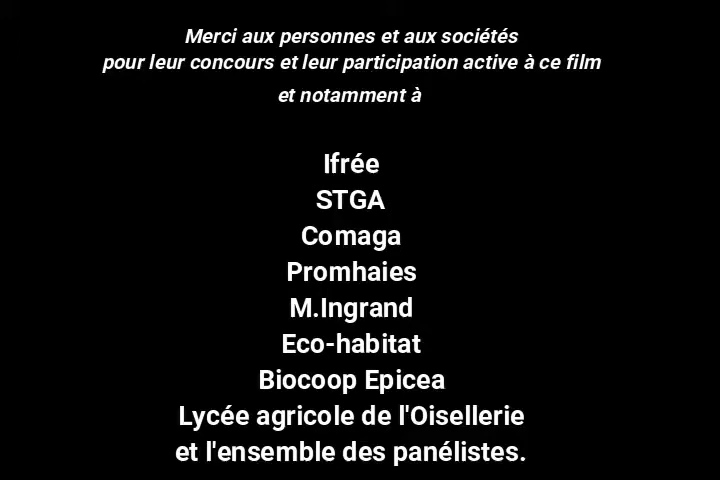 Merci aux personnes et aux sociétés
pour leur concours et leur participation active à ce film
et notamment à
Ifrée
STGA
Comaga
Promhaies
M.Ingrand
Eco-habitat
Biocoop Epicea
Lycée agricole de l'Oisellerie
et l'ensemble des panélistes.